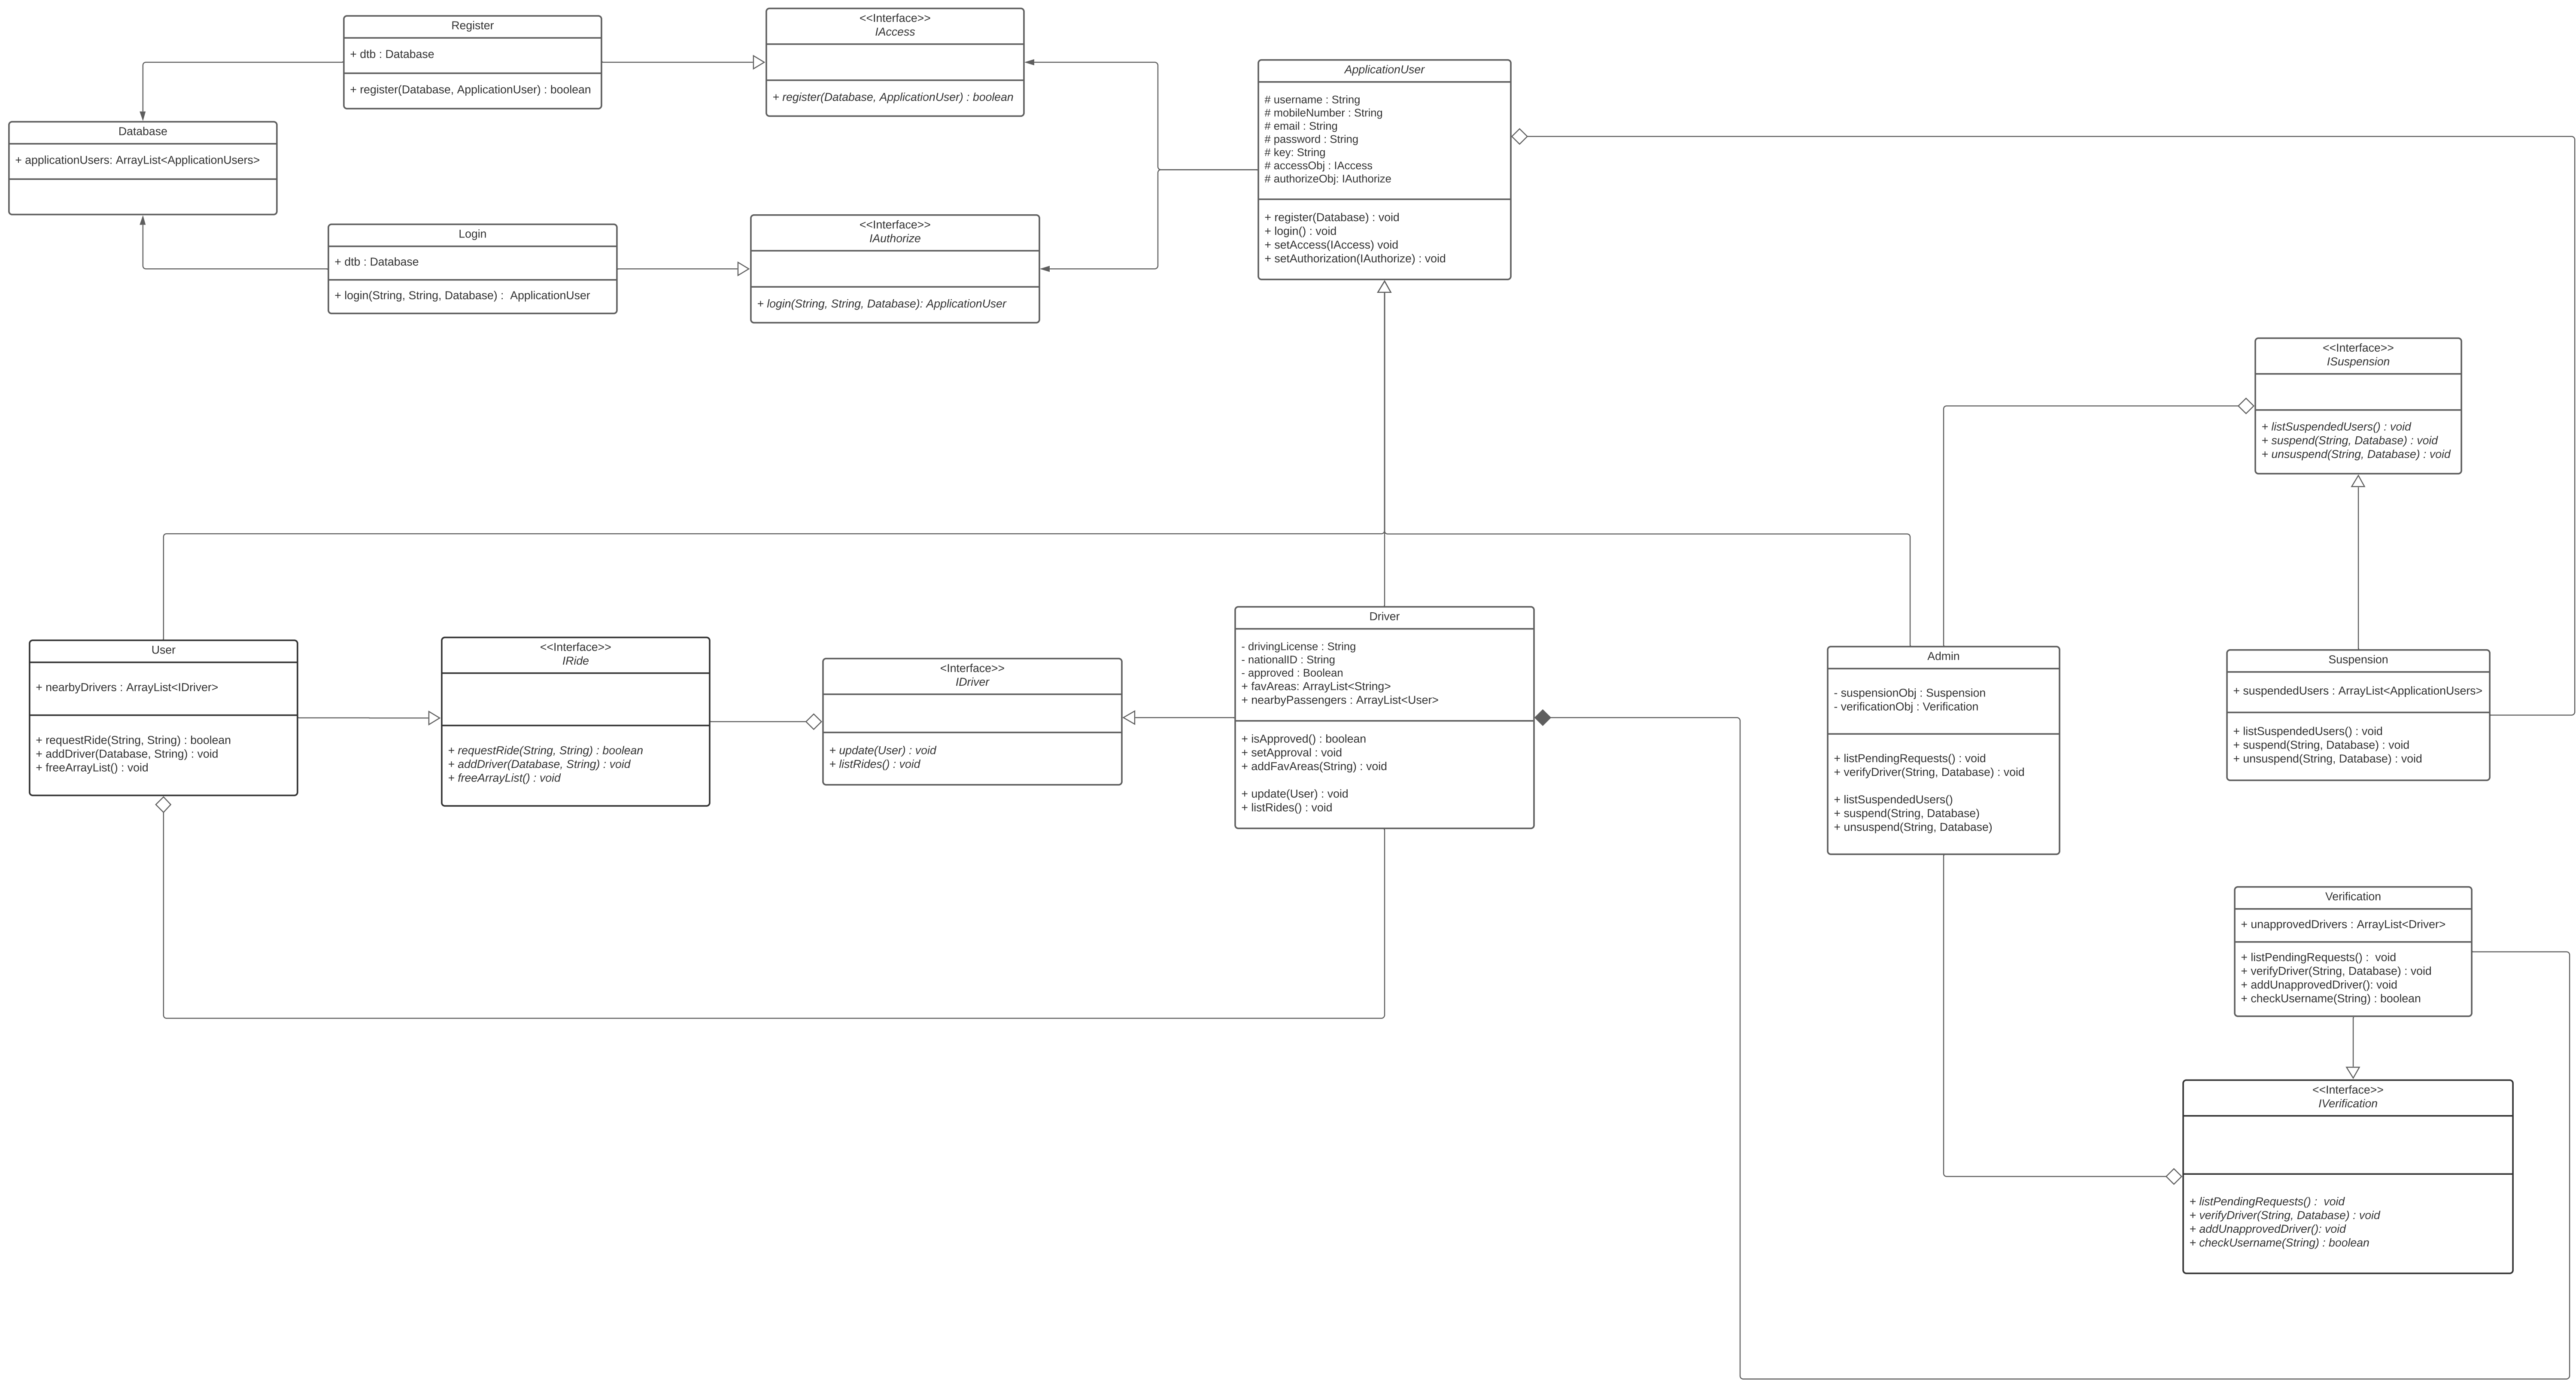 Register
+ dtb : Database
+ register(Database, ApplicationUser) : boolean
<<Interface>>
IAccess
+ register(Database, ApplicationUser) : boolean
ApplicationUser
# username : String
# mobileNumber : String
# email : String
# password : String
# key: String
# accessObj : IAccess
# authorizeObj: IAuthorize
+ register(Database) : void
+ login() : void
+ setAccess(IAccess) void
+ setAuthorization(IAuthorize) : void
Database
+ applicationUsers: ArrayList<ApplicationUsers>
Login
+ dtb : Database
+ login(String, String, Database) :  ApplicationUser
<<Interface>>
IAuthorize
+ login(String, String, Database): ApplicationUser
<<Interface>>
ISuspension
+ listSuspendedUsers() : void
+ suspend(String, Database) : void
+ unsuspend(String, Database) : void
User
+ nearbyDrivers : ArrayList<IDriver>
+ requestRide(String, String) : boolean
+ addDriver(Database, String) : void
+ freeArrayList() : void
<<Interface>>
IRide
+ requestRide(String, String) : boolean
+ addDriver(Database, String) : void
+ freeArrayList() : void
<Interface>>
IDriver
+ update(User) : void
+ listRides() : void
Driver
- drivingLicense : String
- nationalID : String
- approved : Boolean
+ favAreas: ArrayList<String>
+ nearbyPassengers : ArrayList<User>
+ isApproved() : boolean
+ setApproval : void
+ addFavAreas(String) : void
+ update(User) : void
+ listRides() : void
Admin
- suspensionObj : Suspension
- verificationObj : Verification
+ listPendingRequests() : void
+ verifyDriver(String, Database) : void
+ listSuspendedUsers()
+ suspend(String, Database)
+ unsuspend(String, Database)
Suspension
+ suspendedUsers : ArrayList<ApplicationUsers>
+ listSuspendedUsers() : void
+ suspend(String, Database) : void
+ unsuspend(String, Database) : void
Verification
+ unapprovedDrivers : ArrayList<Driver>
+ listPendingRequests() :  void
+ verifyDriver(String, Database) : void
+ addUnapprovedDriver(): void
+ checkUsername(String) : boolean
<<Interface>>
IVerification
+ listPendingRequests() :  void
+ verifyDriver(String, Database) : void
+ addUnapprovedDriver(): void
+ checkUsername(String) : boolean